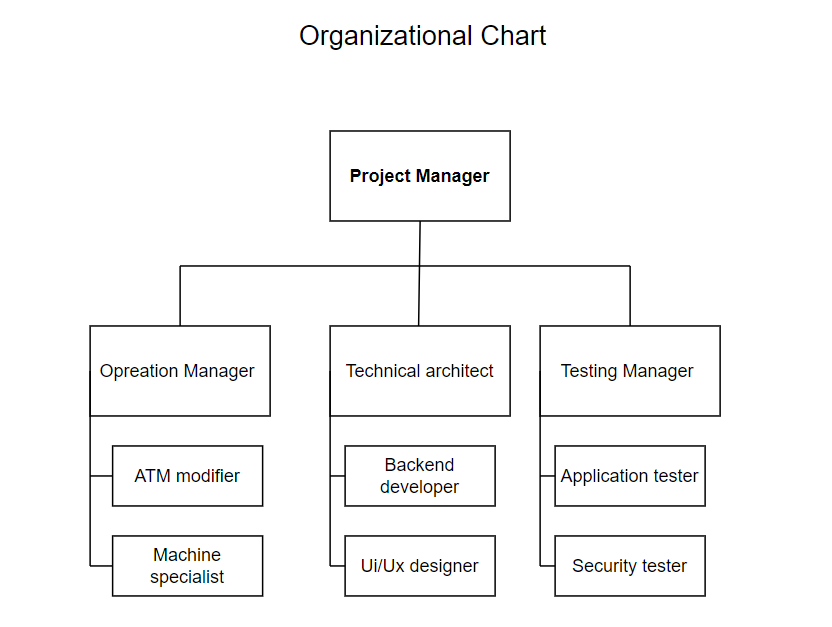 Organizational Chart
Project Manager
Opreation Manager
Technical architect
Testing Manager
ATM modifier
Backend
developer
Application tester
Machine
specialist
Ui/Ux designer
Security tester